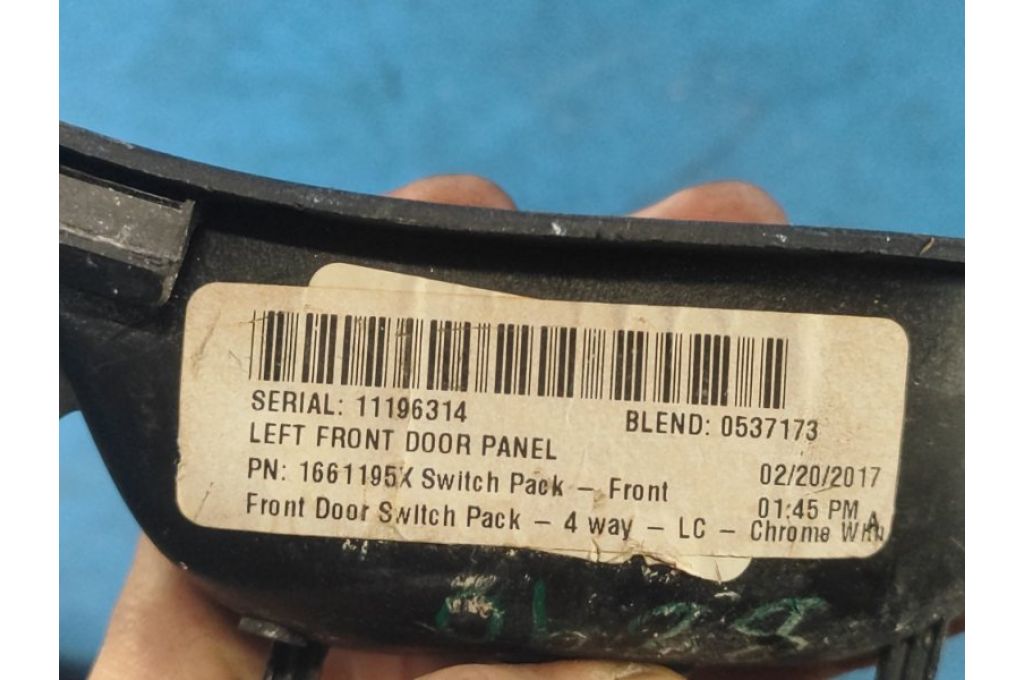 SERIAL: 11196314 BLEND: 0537173
LEFT FRONT DOOR PANEL
PN: 1661195X Switch Pack – Front 02/20/2017
01:45 PM A
Front Door Switch Pack – 4 way – LC – Chrome With